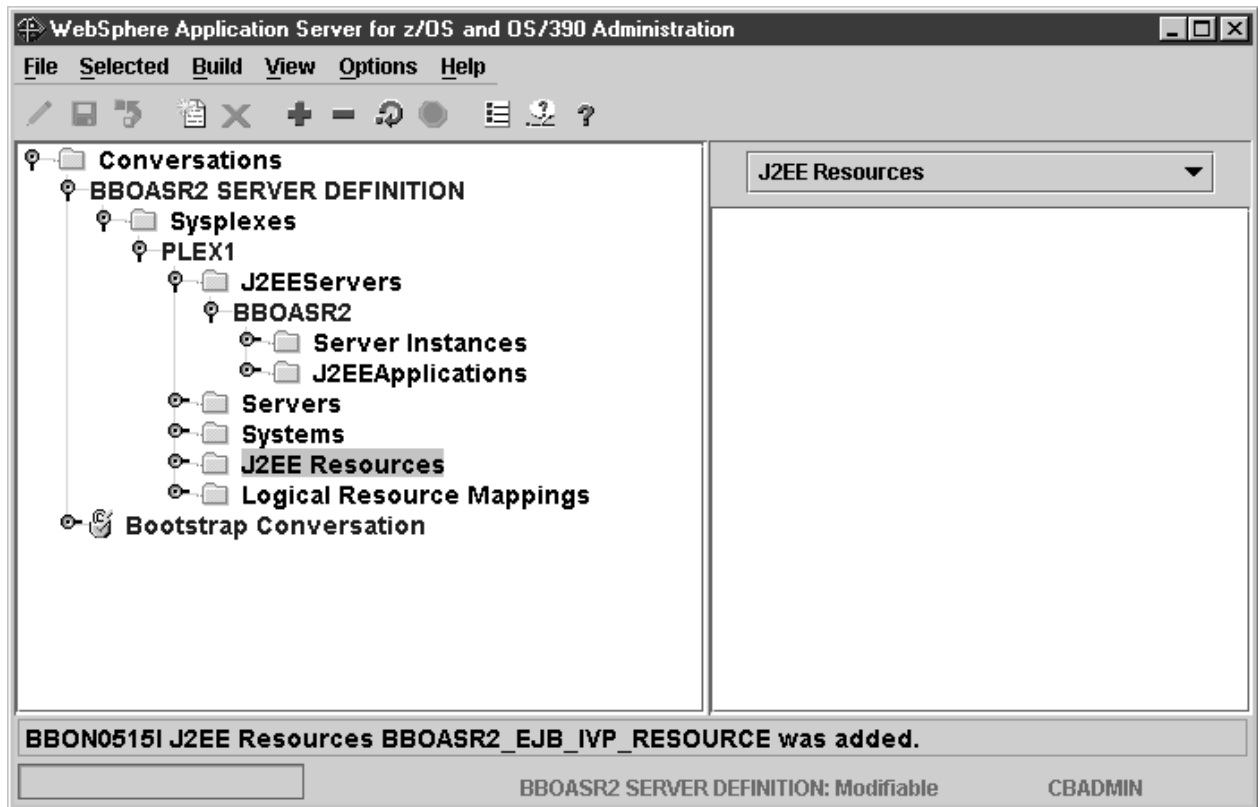 WebSphere Application Server for z/OS and OS/390 Administration
File Selected Build View Options Help
Conversations
BBOASR2 SERVER DEFINITION
Sysplexes
PLEX1
J2EEServers
BBOASR2
Server Instances
J2EEApplications
Servers
Systems
J2EE Resources
Logical Resource Mappings
Bootstrap Conversation
J2EE Resources
BBON0515I J2EE Resources BBOASR2_EJB_IVP_RESOURCE was added.
BBOASR2 SERVER DEFINITION: Modifiable CBADMIN